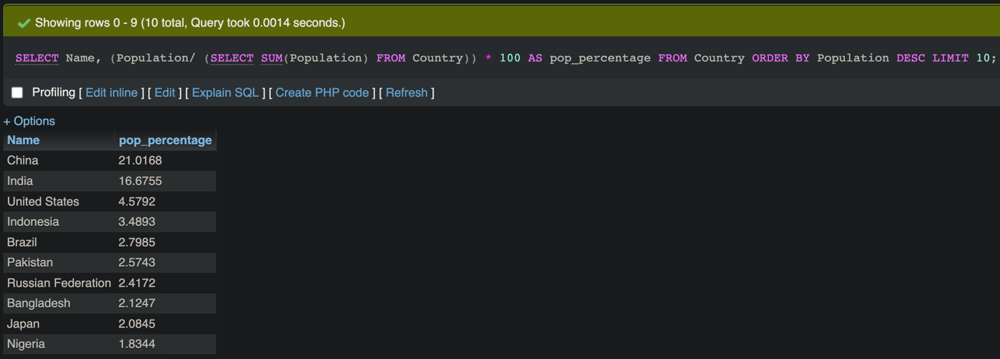 Showing rows 0 - 9 (10 total, Query took 0.0014 seconds.)
SELECT Name, (Population/ (SELECT SUM(Population) FROM Country)) * 100 AS pop_percentage FROM Country ORDER BY Population DESC LIMIT 10;
Profiling [ Edit inline ] [ Edit ] [ Explain SQL ] [ Create PHP code ] [ Refresh ]
+ Options
Name pop_percentage
China 21.0168
India 16.6755
United States 4.5792
Indonesia 3.4893
Brazil 2.7985
Pakistan 2.5743
Russian Federation 2.4172
Bangladesh 2.1247
Japan 2.0845
Nigeria 1.8344